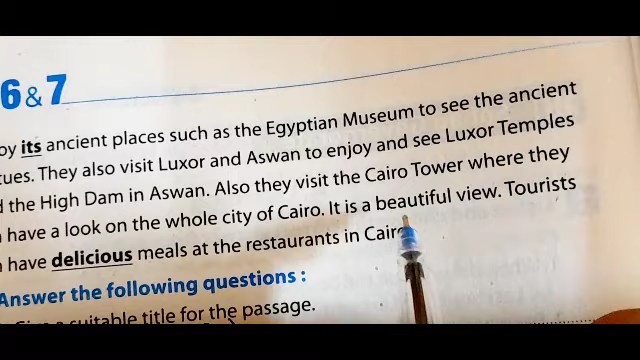 6 & 7
its ancient places such as the Egyptian Museum to see the ancient
They also visit Luxor and Aswan to enjoy and see Luxor Temples
the High Dam in Aswan. Also they visit the Cairo Tower where they
have a look on the whole city of Cairo. It is a beautiful view. Tourists
have delicious meals at the restaurants in
Answer the following questions :
suitable title for the passage.